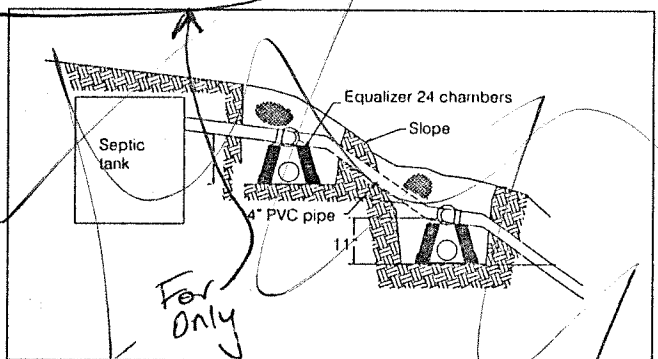 Equalizer 24 chambers
Slope
Septic
tank
4" PVC pipe
11"
For
Only